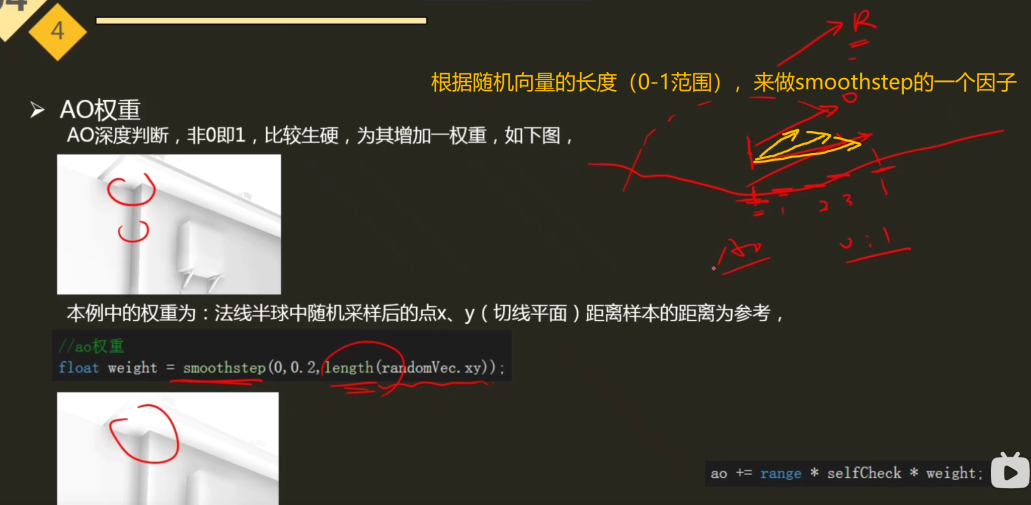 04
4
根据随机向量的长度（0-1范围），来做smoothstep的一个因子
R
➢ AO权重
AO深度判断，非0即1，比较生硬，为其增加一权重，如下图，
0
1
2
3
1
AO
0:1
本例中的权重为：法线半球中随机采样后的点x、y（切线平面）距离样本的距离为参考，
//ao权重
float weight = smoothstep(0,0.2,length(randomVec.xy));
ao += range * selfCheck * weight;